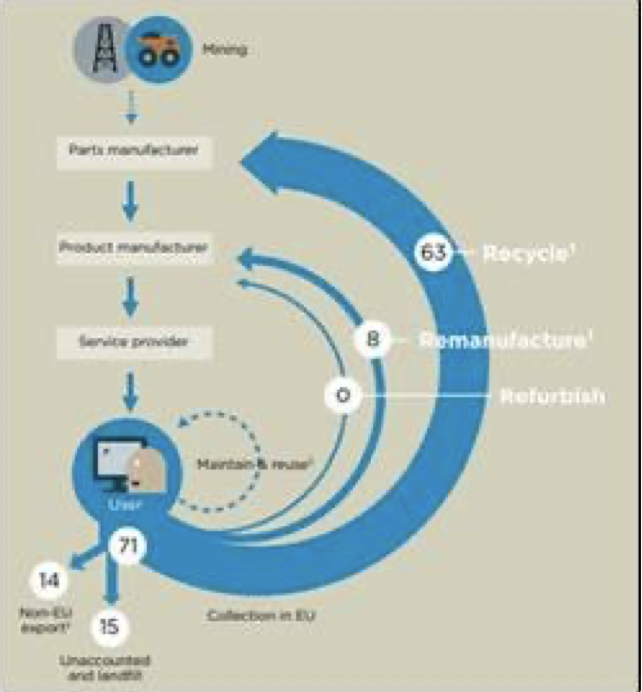 Mining
Parts manufacturer
Product manufacturer
63
Recycle¹
Service provider
8
Remanufacture¹
0
Refurbish
Maintain & reuse²
User
71
14
Non-EU
export²
15
Collection in EU
Unaccounted
and landfill